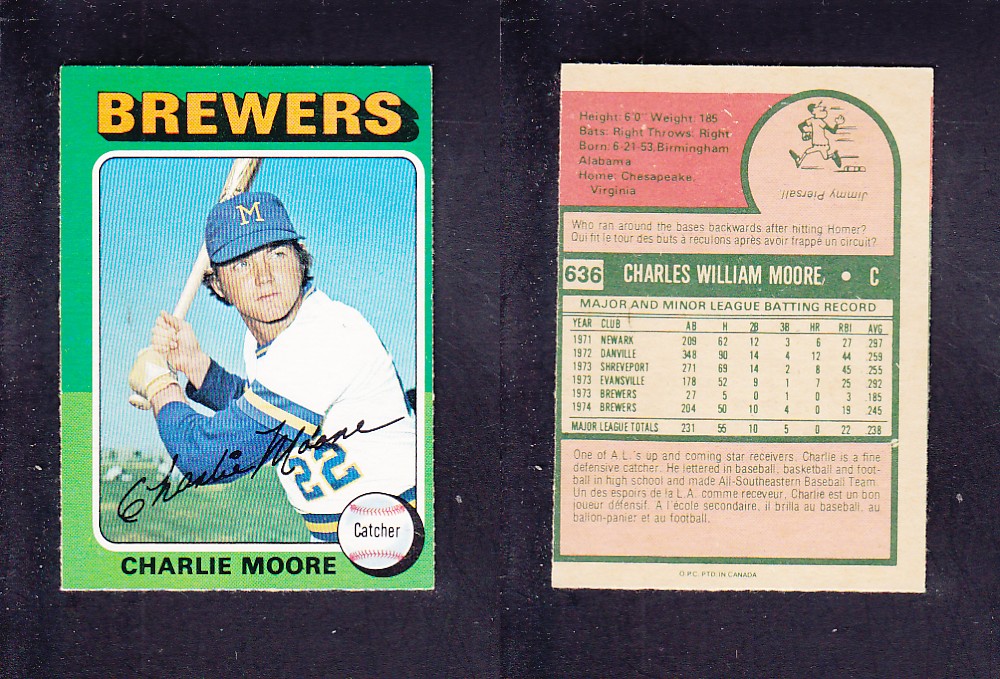 BREWERS
M
Charlie Moore
22
Catcher
CHARLIE MOORE
Height: 6'0" Weight: 185
Bats: Right Throws: Right
Born: 6-21-53, Birmingham
Alabama
Home: Chesapeake,
Virginia
Jimmy Piersall
Who ran around the bases backwards after hitting Homer?
Qui fit le tour des buts à reculons après avoir frappé un circuit?
636 CHARLES WILLIAM MOORE, • C
MAJOR AND MINOR LEAGUE BATTING RECORD
YEAR CLUB AB H 2B 3B HR RBI AVG
1971 NEWARK 209 62 12 3 6 27 .297
1972 DANVILLE 348 90 14 4 12 44 .259
1973 SHREVEPORT 271 69 14 2 8 45 .255
1973 EVANSVILLE 178 52 9 1 7 25 .292
1973 BREWERS 27 5 0 1 0 3 .185
1974 BREWERS 204 50 10 4 0 19 .245
MAJOR LEAGUE TOTALS 231 55 10 5 0 22 .238
One of A.L.'s up and coming star receivers, Charlie is a fine
defensive catcher. He lettered in baseball, basketball and foot-
ball in high school and made All-Southeastern Baseball Team.
Un des espoirs de la L.A. comme receveur, Charlie est un bon
joueur défensif. A l'école secondaire, il brilla au baseball, au
ballon-panier et au football.
O.P.C. PTD. IN CANADA